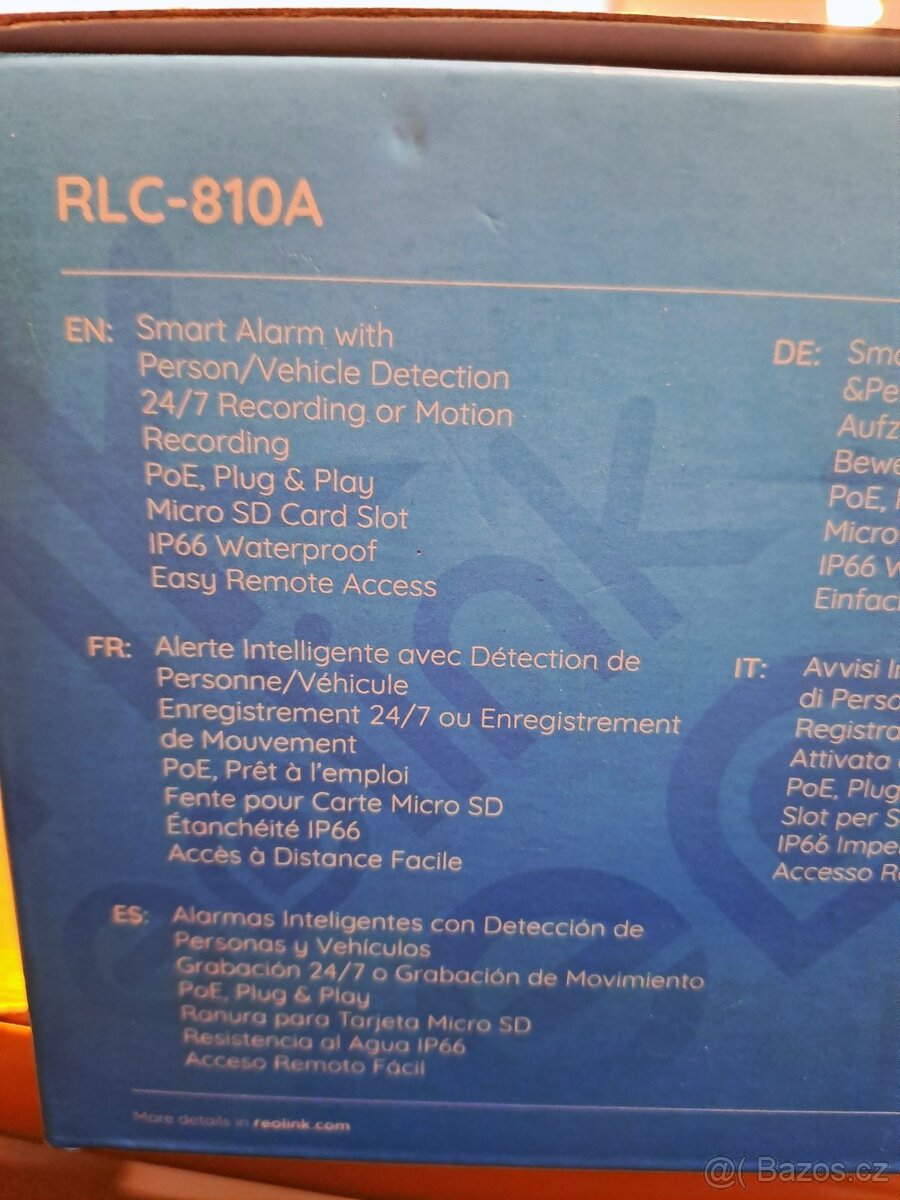 RLC-810A
EN: Smart Alarm with
Person/Vehicle Detection
24/7 Recording or Motion
Recording
PoE, Plug & Play
Micro SD Card Slot
IP66 Waterproof
Easy Remote Access
FR: Alerte Intelligente avec Détection de
Personne/Véhicule
Enregistrement 24/7 ou Enregistrement
de Mouvement
PoE, Prêt à l'emploi
Fente pour Carte Micro SD
Étanchéité IP66
Accès à Distance Facile
ES: Alarmas Inteligentes con Detección de
Personas y Vehículos
Grabación 24/7 o Grabación de Movimiento
PoE, Plug & Play
Ranura para Tarjeta Micro SD
Resistencia al Agua IP66
Acceso Remoto Fácil
DE:
PoE,
Micro
IP66
IT: Avvisi
di
Attivata
PoE, Plug
Slot per
IP66
Accesso
More details in reolink.com
reolink
@( Bazos.cz